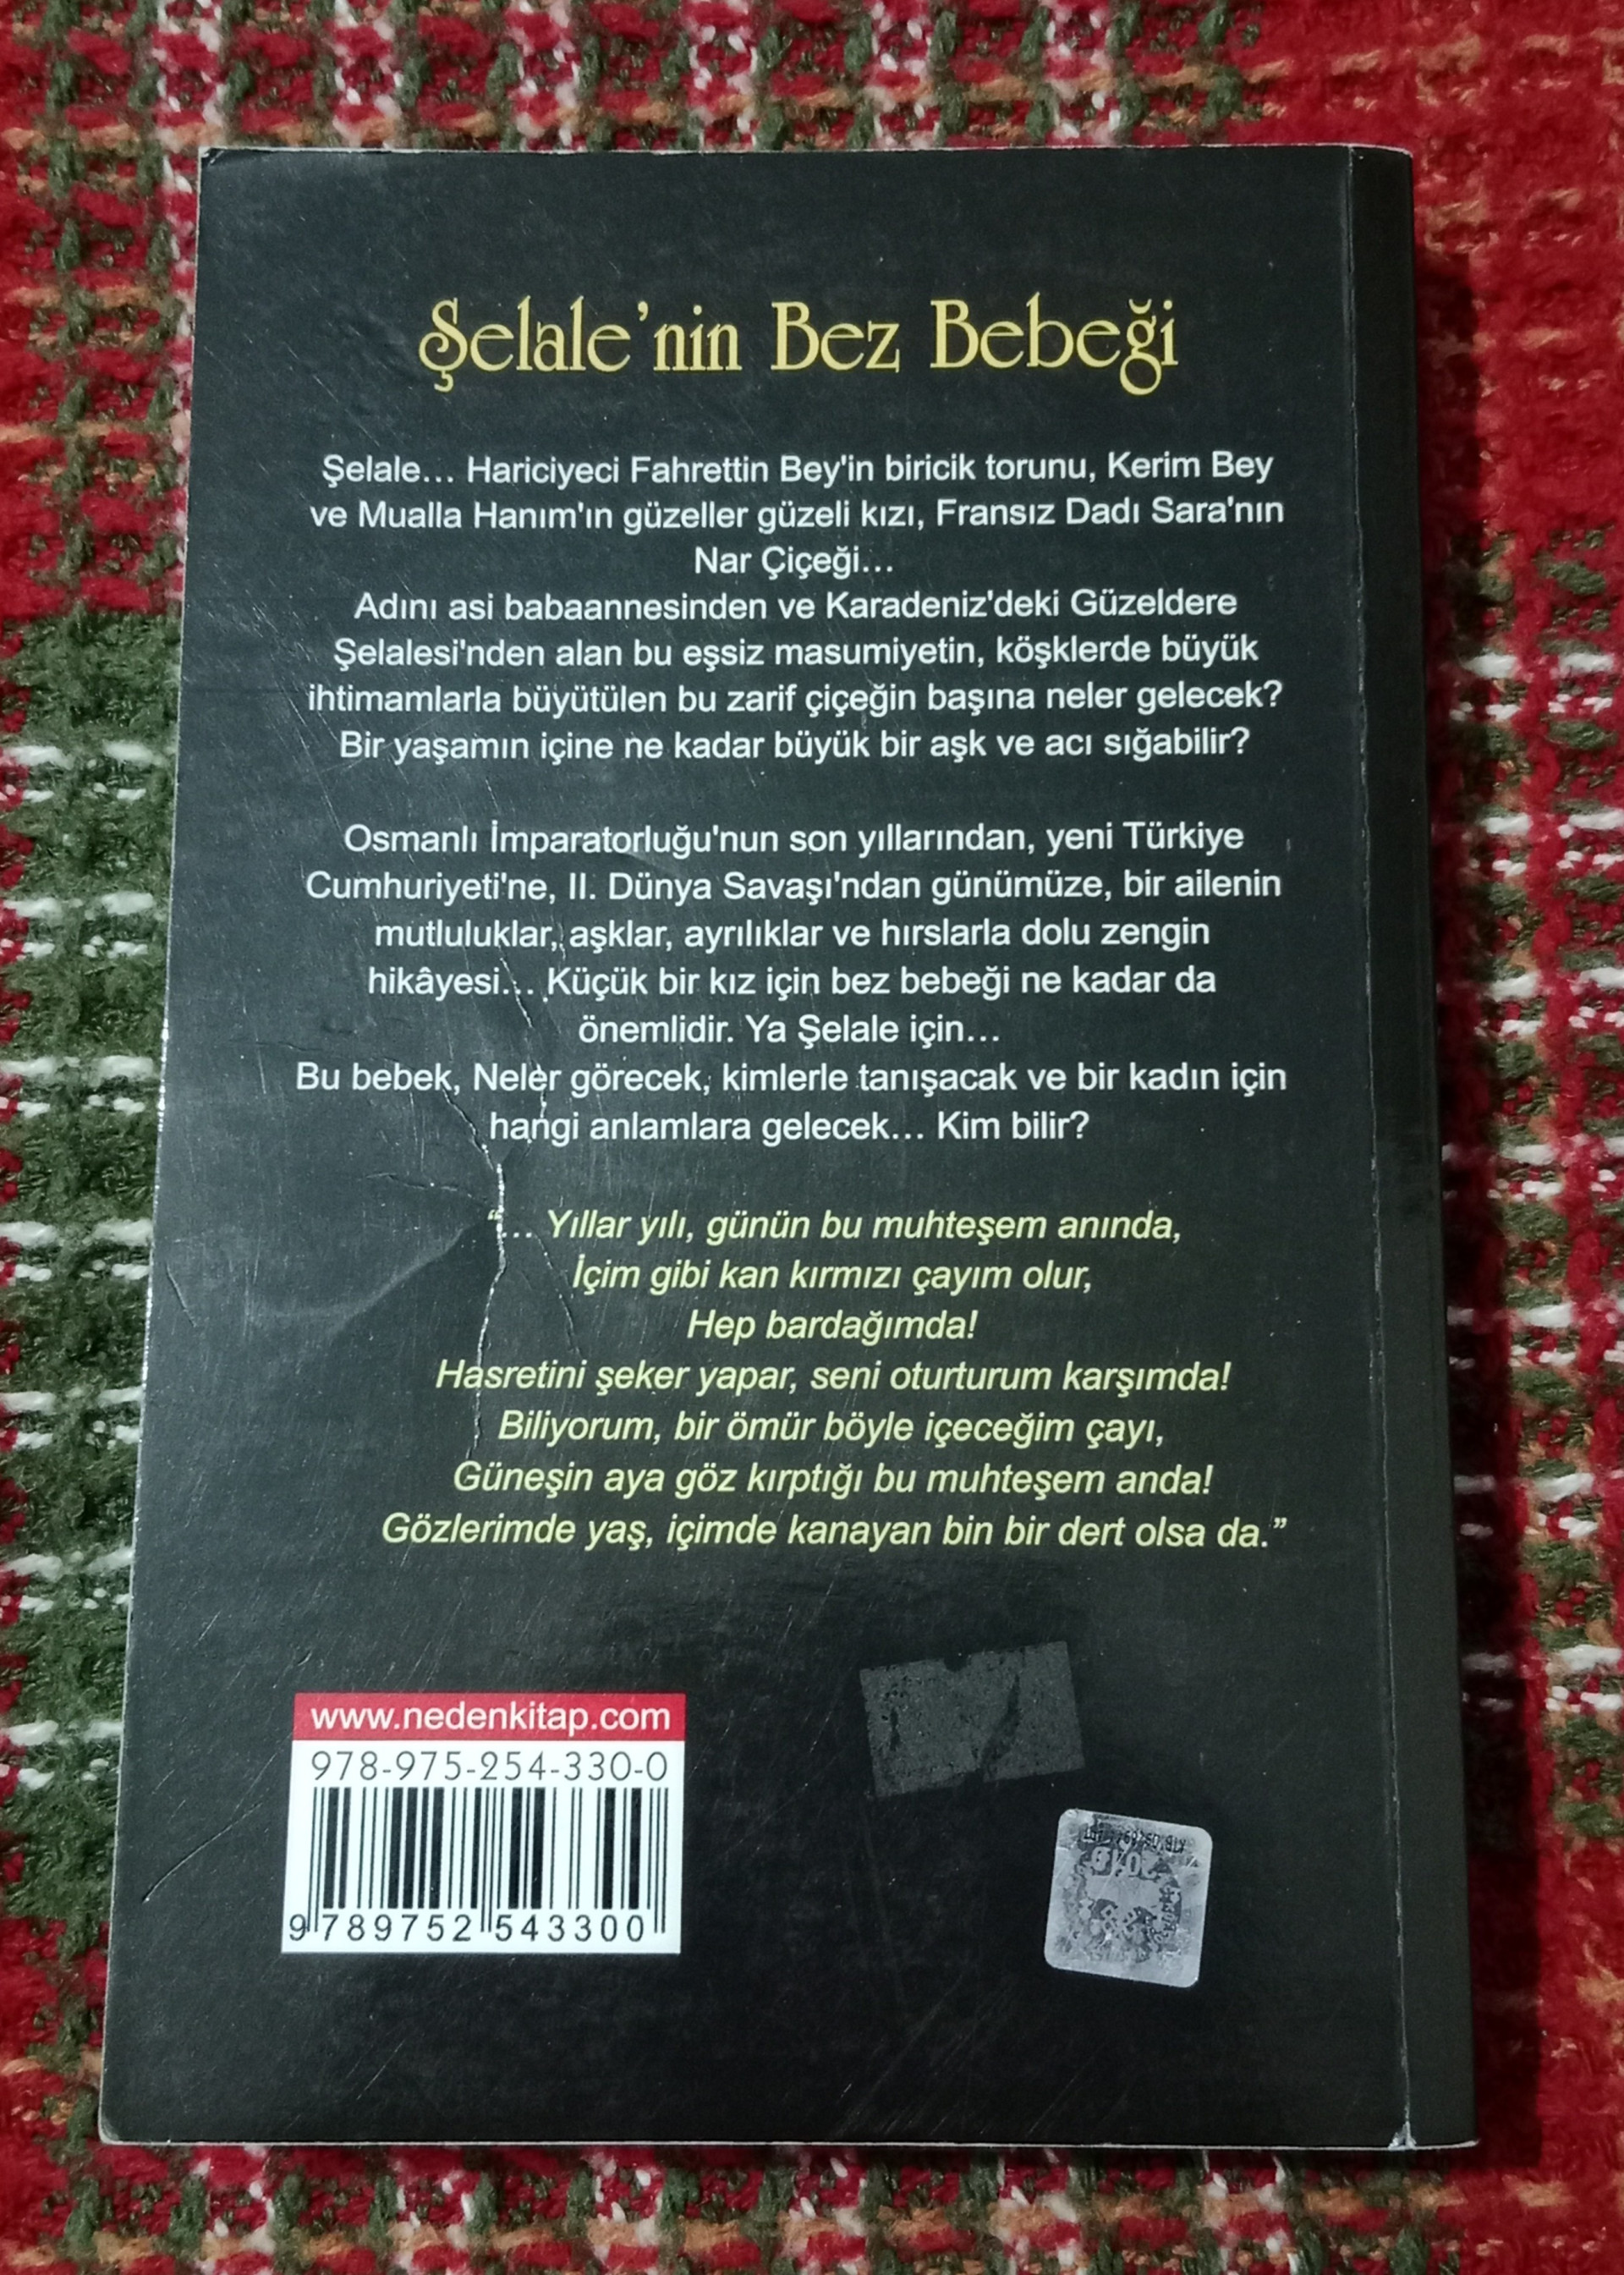 Şelale'nin Bez Bebeği
Şelale... Hariciyeci Fahrettin Bey'in biricik torunu, Kerim Bey
ve Mualla Hanım'ın güzeller güzeli kızı, Fransız Dadı Sara'nın
Nar Çiçeği...
Adını asi babaannesinden ve Karadeniz'deki Güzeldere
Şelalesi'nden alan bu eşsiz masumiyetin, köşklerde büyük
ihtimamlarla büyütülen bu zarif çiçeğin başına neler gelecek?
Bir yaşamın içine ne kadar büyük bir aşk ve acı sığabilir?
Osmanlı İmparatorluğu'nun son yıllarından, yeni Türkiye
Cumhuriyeti'ne, II. Dünya Savaşı'ndan günümüze, bir ailenin
mutluluklar, aşklar, ayrılıklar ve hırslarla dolu zengin
hikâyesi... Küçük bir kız için bez bebeği ne kadar da
önemlidir. Ya Şelale için...
Bu bebek, Neler görecek, kimlerle tanışacak ve bir kadın için
hangi anlamlara gelecek... Kim bilir?
"... Yıllar yılı, günün bu muhteşem anında,
İçim gibi kan kırmızı çayım olur,
Hep bardağımda!
Hasretini şeker yapar, seni oturturum karşımda!
Biliyorum, bir ömür böyle içeceğim çayı,
Güneşin aya göz kırptığı bu muhteşem anda!
Gözlerimde yaş, içimde kanayan bin bir dert olsa da."
www.nedenkitap.com
978-975-254-330-0
9 789752 543300